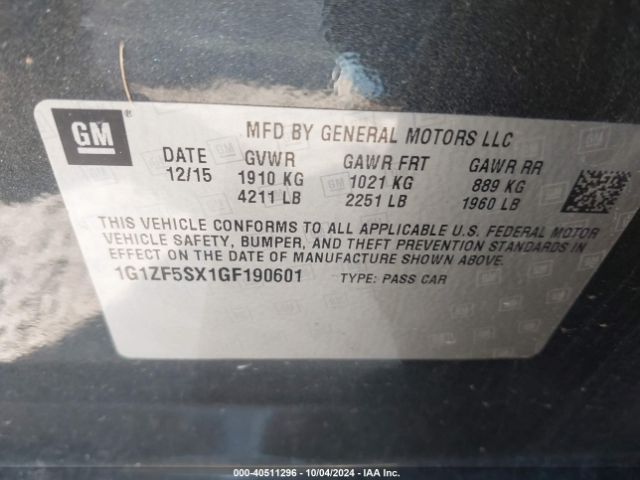 GM
®
MFD BY GENERAL MOTORS LLC
DATE GVWR GAWR FRT GAWR RR
12/15 1910 KG 1021 KG 889 KG
4211 LB 2251 LB 1960 LB
THIS VEHICLE CONFORMS TO ALL APPLICABLE U.S. FEDERAL MOTOR
VEHICLE SAFETY, BUMPER, AND THEFT PREVENTION STANDARDS IN
EFFECT ON THE DATE OF MANUFACTURE SHOWN ABOVE.
1G1ZF5SX1GF190601 TYPE: PASS CAR
000-40511296 - 10/04/2024 - IAA Inc.